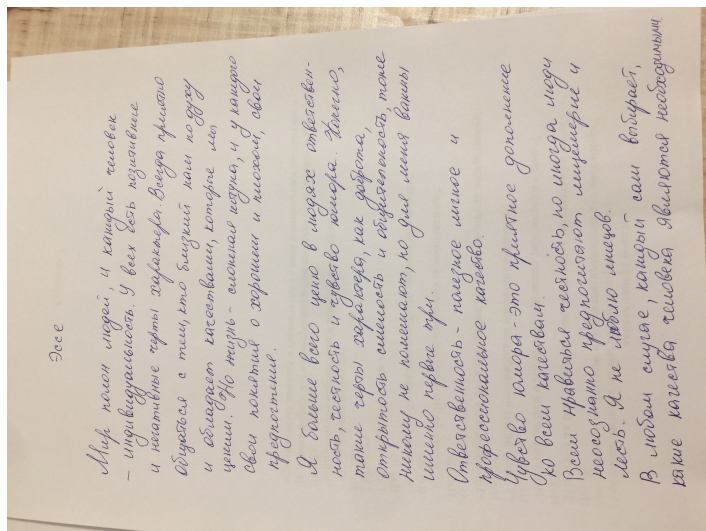 Эссе
Мир полон людей, и каждый человек
- индивидуальность. У всех есть позитивные
и негативные черты характера. Всегда приятно
общаться с тем, кто близкий нам по духу
и обладает качествами, которые мы
ценим. Но жизнь - сложная штука, и у каждого
свои понятия о хорошем и плохом, свои
предпочтения.
Я больше всего ценю в людях ответствен-
ность, честность и чувство юмора. Конечно,
такие черты характера, как доброта,
открытость смелость и общительность, тоже
никому не помешают, но для меня важны
именно первые три.
Ответственность - полезное личное и
профессиональное качество.
Чувство юмора - это приятное дополнение
ко всем качествам.
Всем нравиться честность, но иногда люди
неосознанно предпочитают лицемерие и
лесть. Я не люблю лжецов.
В любом случае, каждый сам выбирает,
какие качества человека являются необходимыми